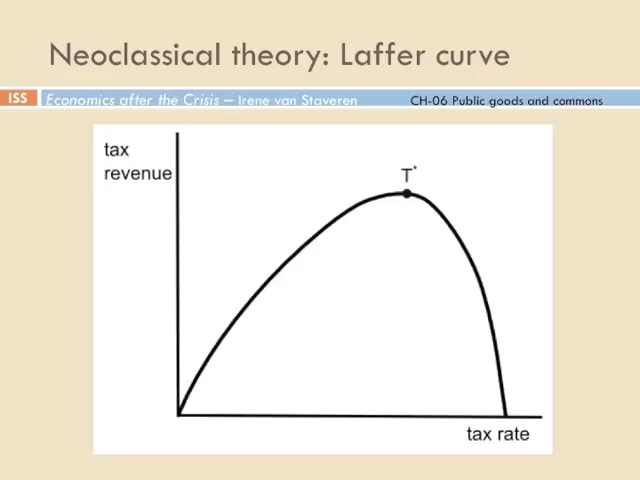 Neoclassical theory: Laffer curve
ISS Economics after the Crisis – Irene van Staveren CH-06 Public goods and commons
tax
revenue
T*
tax rate